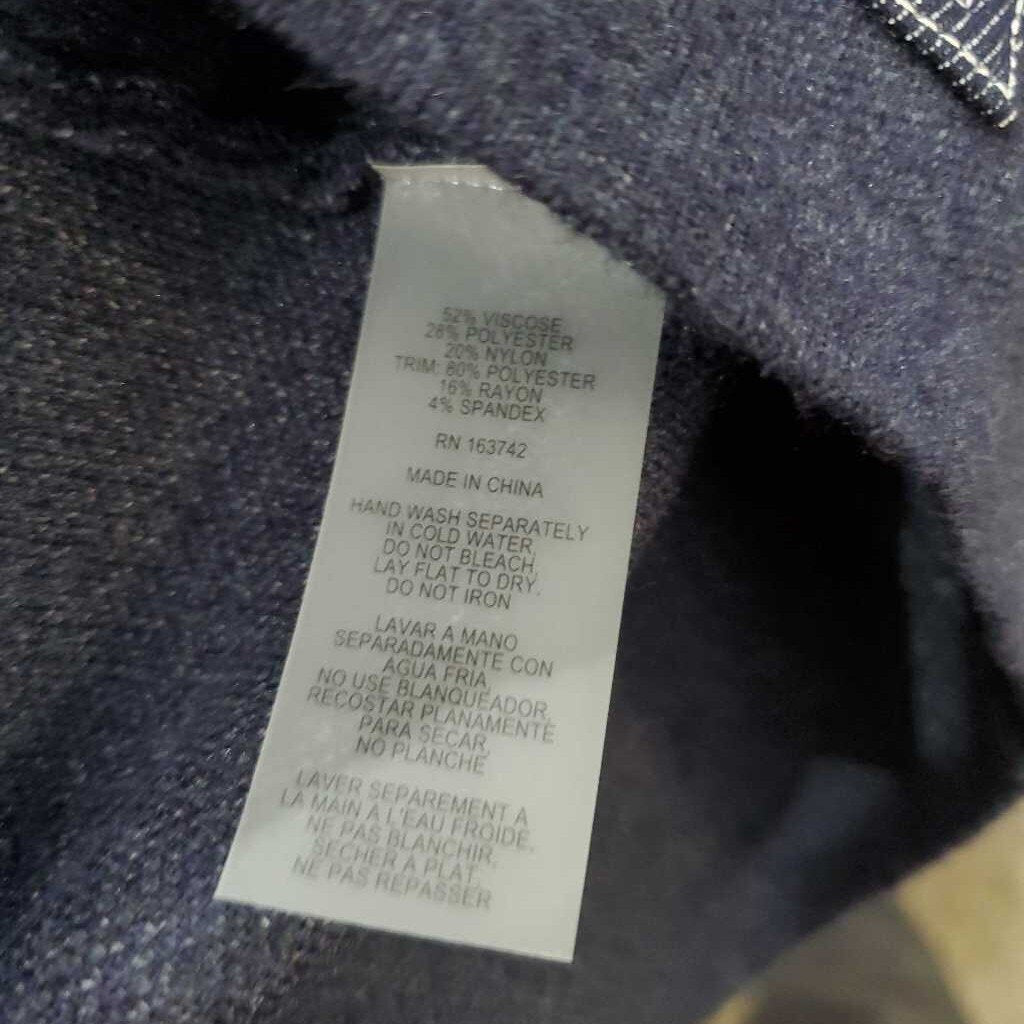 52% VISCOSE
28% POLYESTER
20% NYLON
TRIM: 80% POLYESTER
16% RAYON
4% SPANDEX
RN 163742
MADE IN CHINA
HAND WASH SEPARATELY
IN COLD WATER,
DO NOT BLEACH,
LAY FLAT TO DRY,
DO NOT IRON
LAVAR A MANO
SEPARADAMENTE CON
AGUA FRIA,
NO USE BLANQUEADOR,
RECOSTAR PLANAMENTE
PARA SECAR,
NO PLANCHE
LAVER SEPAREMENT A
LA MAIN A L'EAU FROIDE,
NE PAS BLANCHIR,
SECHER A PLAT,
NE PAS REPASSER